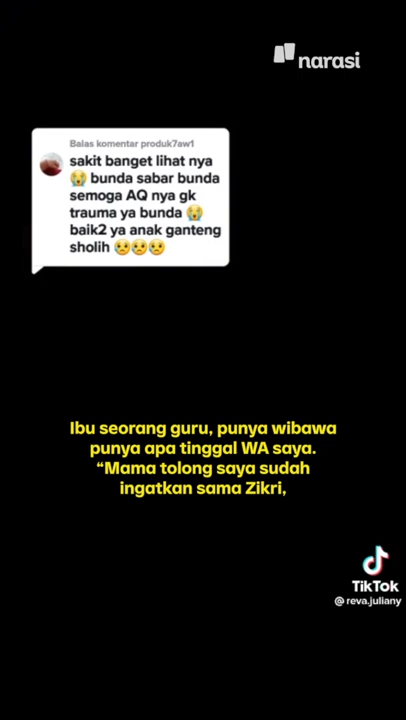 narasi
Balas komentar produk7aw1
sakit banget lihat nya
😭 bunda sabar bunda
semoga AQ nya gk
trauma ya bunda 😭
baik2 ya anak ganteng
sholih 😥😥😥
Ibu seorang guru, punya wibawa
punya apa tinggal WA saya.
“Mama tolong saya sudah
ingatkan sama Zikri,
TikTok
@ reva.juliany